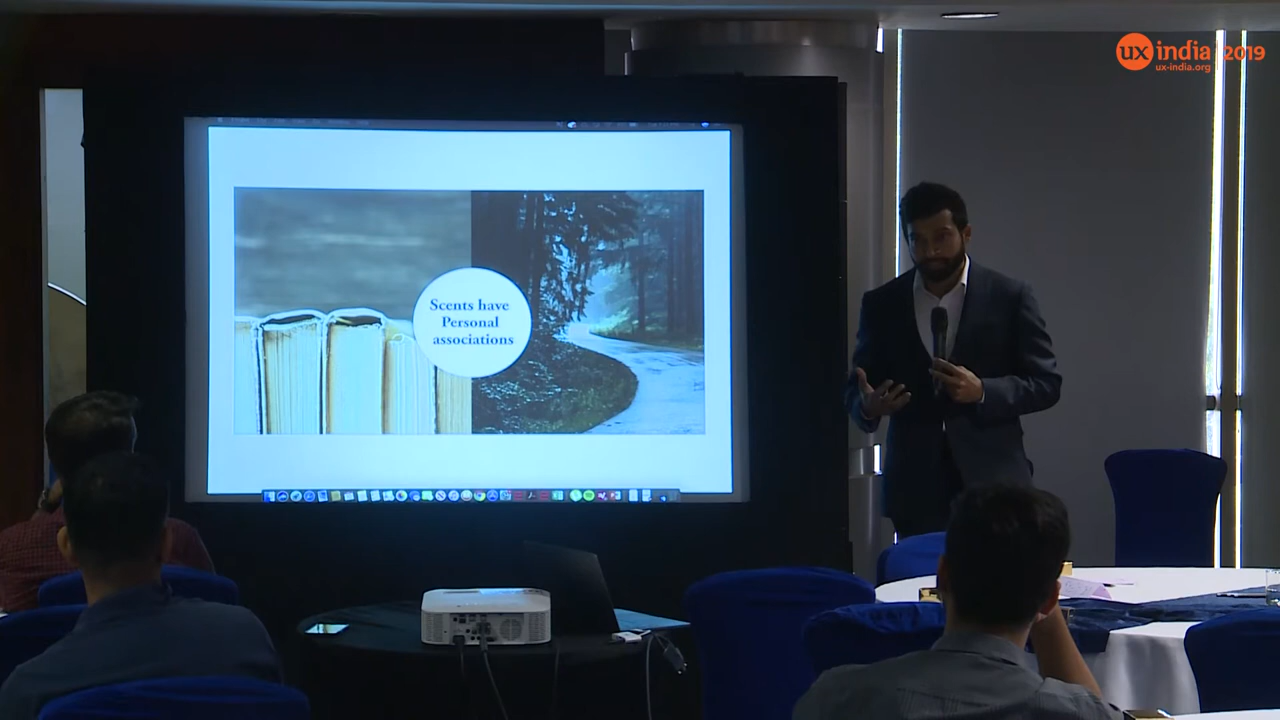 ux india 2019
ux-india.org
Scents have
Personal
associations